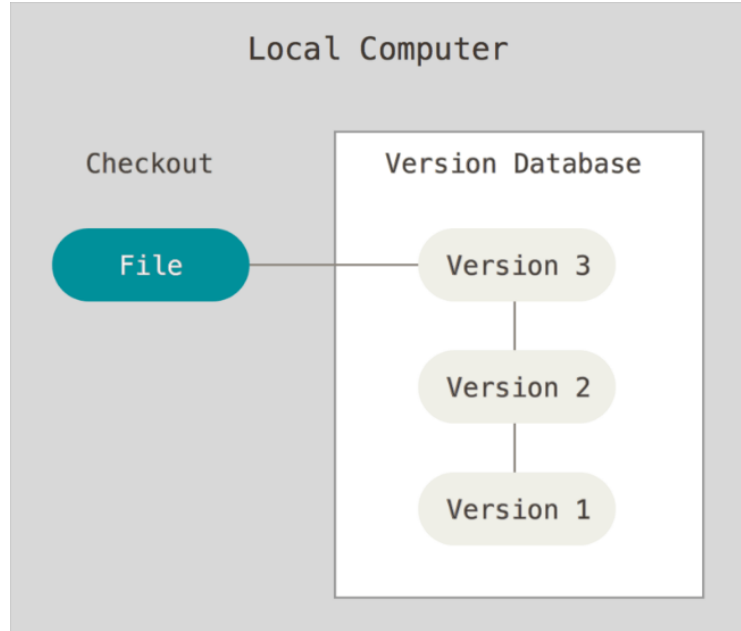 Local Computer
Checkout
Version Database
File
Version 3
Version 2
Version 1